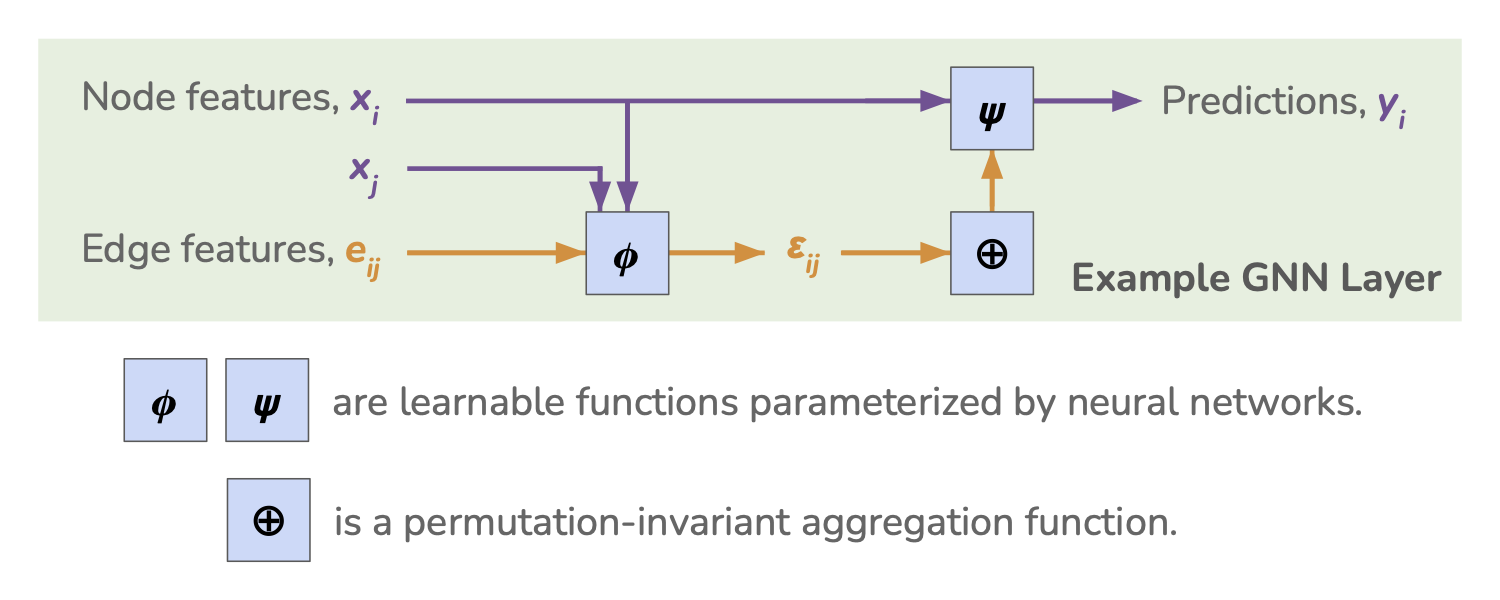 Node features, xᵢ
ψ
Predictions, yᵢ
xⱼ
Edge features, eᵢⱼ
ϕ
εᵢⱼ
⊕
Example GNN Layer
ϕ ψ are learnable functions parameterized by neural networks.
⊕ is a permutation-invariant aggregation function.